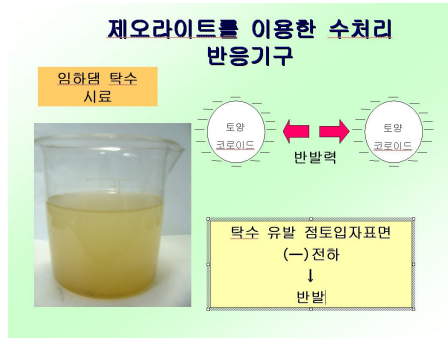 제오라이트를 이용한 수처리
반응기구
임하댐 탁수
시료
토양
코로이드
토양
코로이드
반발력
탁수 유발 점토입자표면
(—)전하
↓
반발